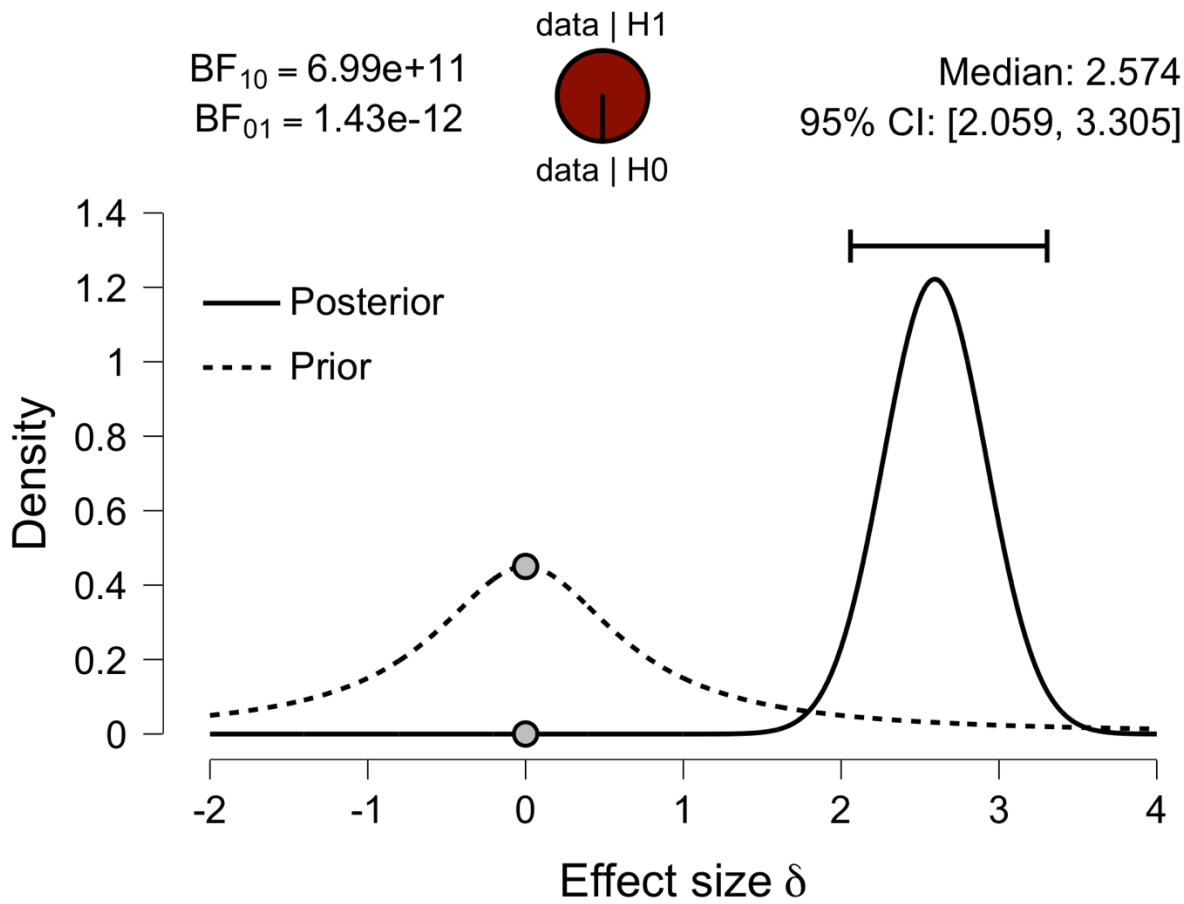 data | H1
BF₁₀ = 6.99e+11
BF₀₁ = 1.43e-12
Median: 2.574
95% CI: [2.059, 3.305]
data | H0
1.4
1.2
1
0.8
0.6
0.4
0.2
0
Density
Posterior
Prior
-2
-1
0
1
2
3
4
Effect size δ